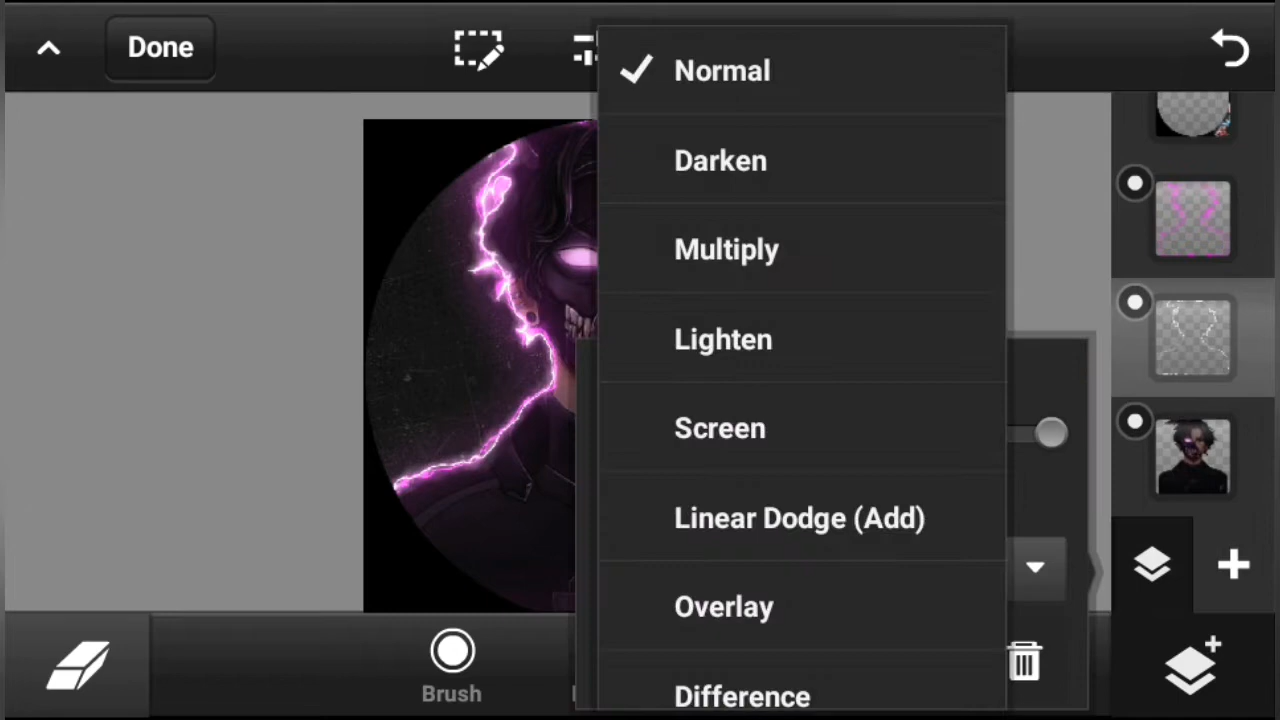 Done
Normal
Darken
Multiply
Lighten
Screen
Linear Dodge (Add)
Overlay
Difference
Brush